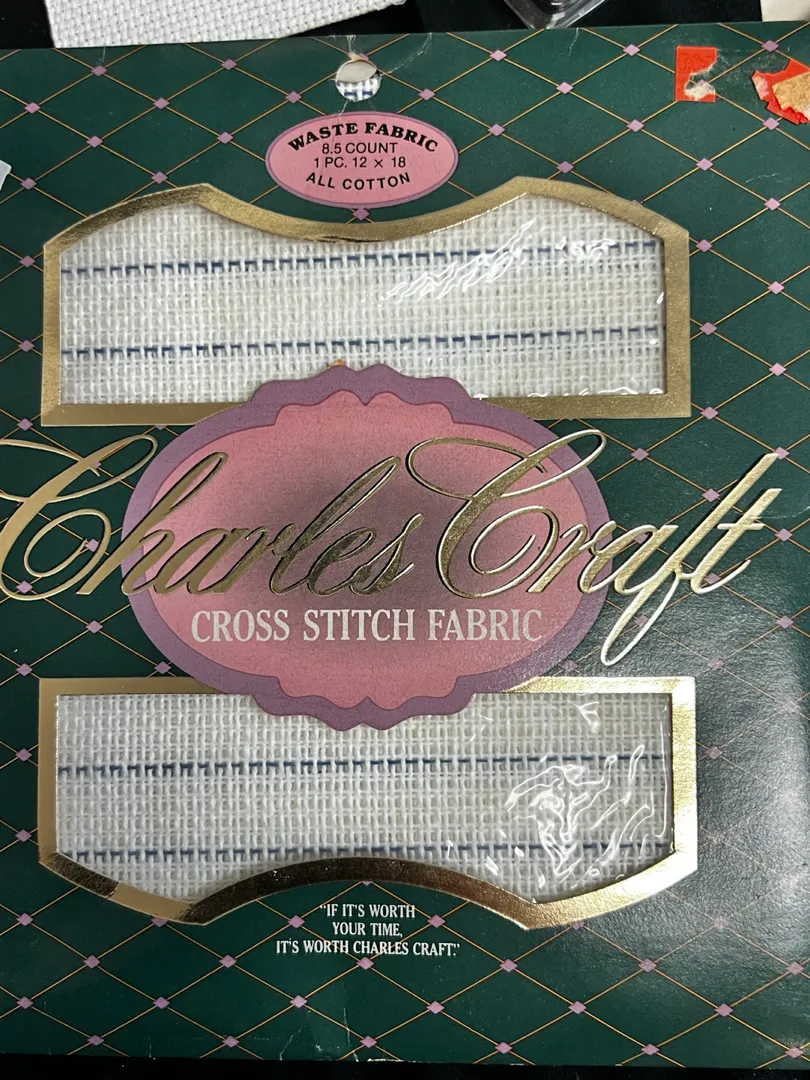 WASTE FABRIC
8.5 COUNT
1 PC. 12 × 18
ALL COTTON
Charles Craft
CROSS STITCH FABRIC
"IF IT'S WORTH
YOUR TIME,
IT'S WORTH CHARLES CRAFT."